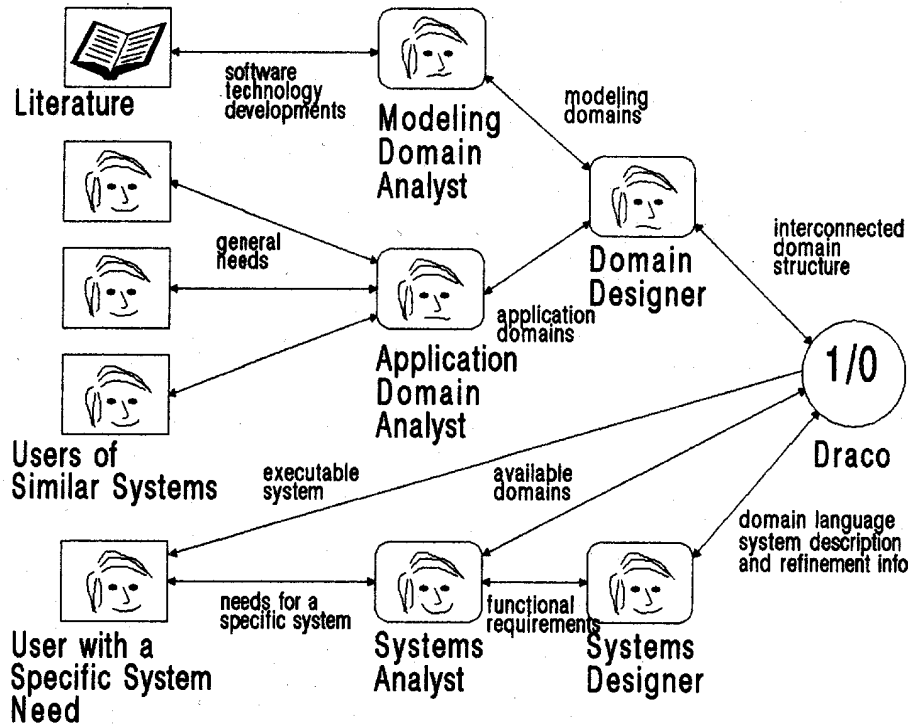 Literature
software
technology
developments
Modeling
Domain
Analyst
modeling
domains
general
needs
Domain
Designer
interconnected
domain
structure
application
domains
Application
Domain
Analyst
1/0
Draco
Users of
Similar Systems
executable
system
available
domains
domain language
system description
and refinement info
needs for a
specific system
functional
requirements
User with a
Specific System
Need
Systems
Analyst
Systems
Designer